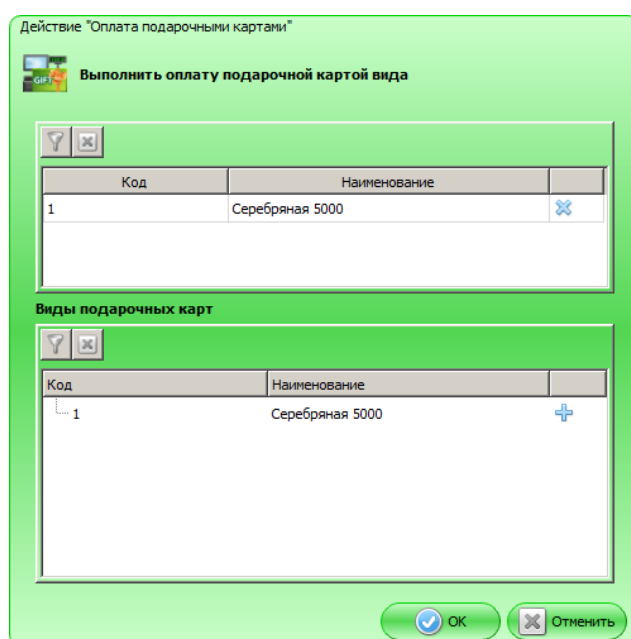 Действие "Оплата подарочными картами"
GIFT
Выполнить оплату подарочной картой вида
Код Наименование
1 Серебряная 5000
Виды подарочных карт
Код Наименование
1 Серебряная 5000
ОК Отменить